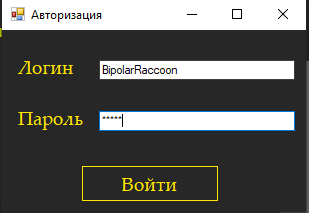 Авторизация
Логин BipolarRaccoon
Пароль *****
Войти